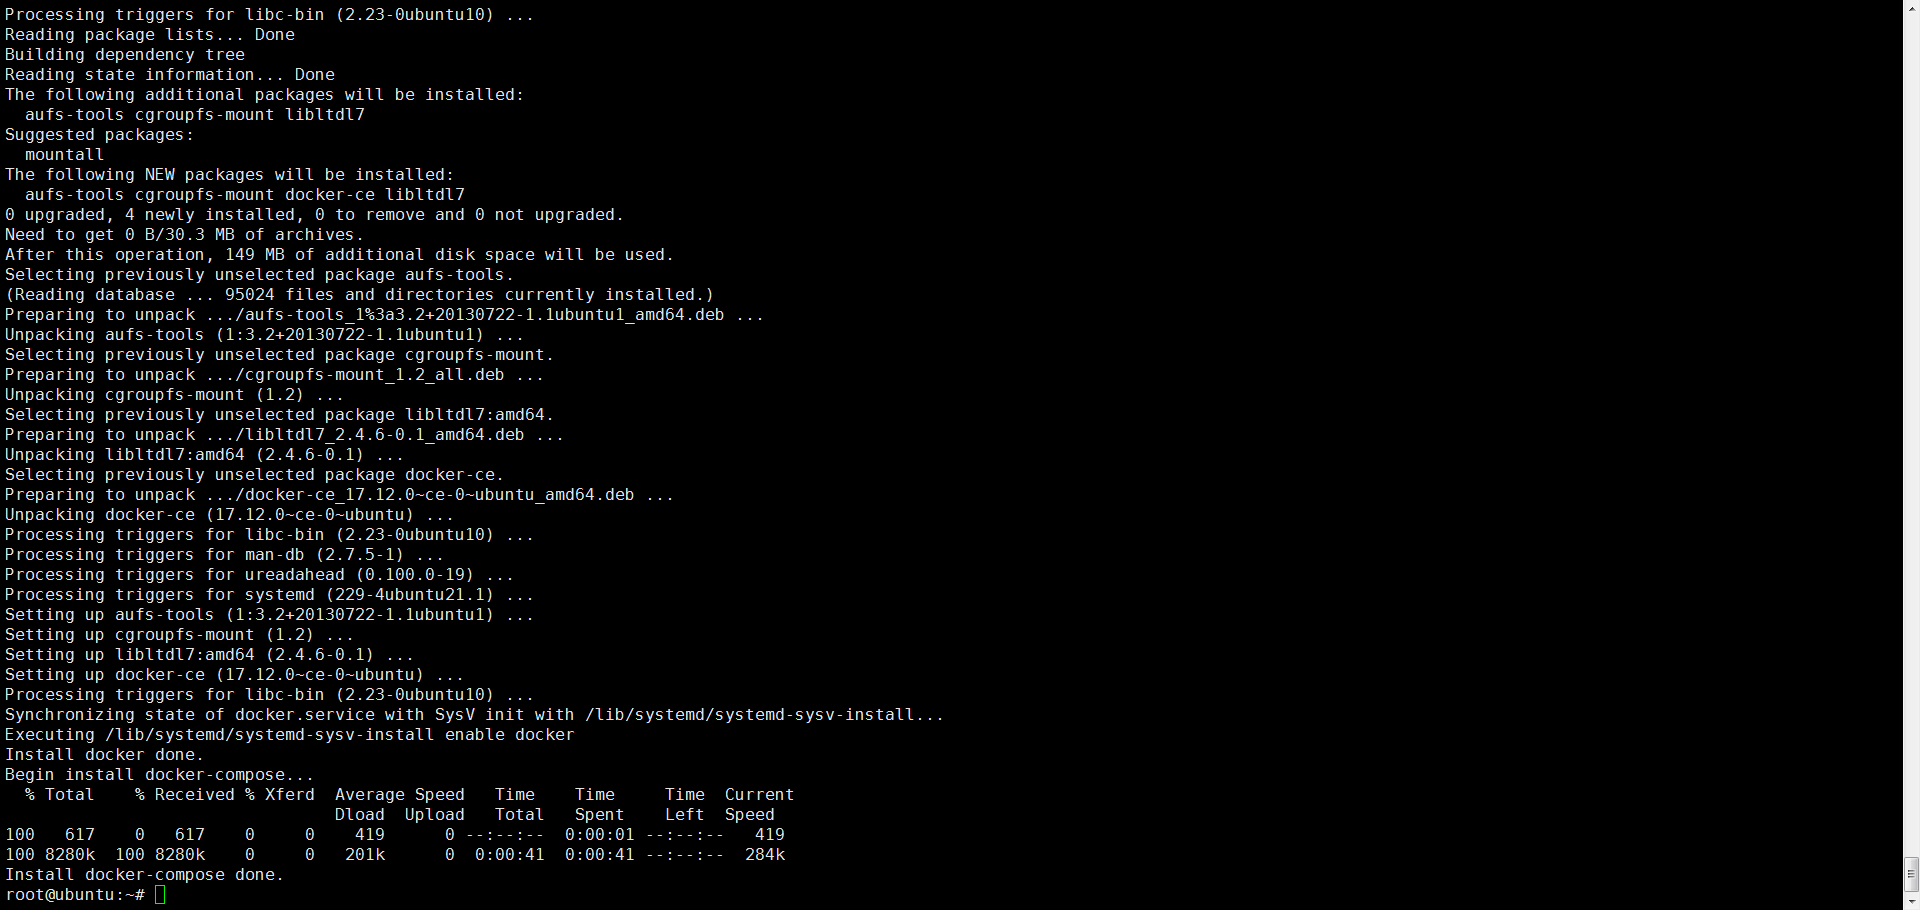 Processing triggers for libc-bin (2.23-0ubuntu10) ...
Reading package lists... Done
Building dependency tree
Reading state information... Done
The following additional packages will be installed:
  aufs-tools cgroupfs-mount libltdl7
Suggested packages:
  mountall
The following NEW packages will be installed:
  aufs-tools cgroupfs-mount docker-ce libltdl7
0 upgraded, 4 newly installed, 0 to remove and 0 not upgraded.
Need to get 0 B/30.3 MB of archives.
After this operation, 149 MB of additional disk space will be used.
Selecting previously unselected package aufs-tools.
(Reading database ... 95024 files and directories currently installed.)
Preparing to unpack .../aufs-tools_1%3a3.2+20130722-1.1ubuntu1_amd64.deb ...
Unpacking aufs-tools (1:3.2+20130722-1.1ubuntu1) ...
Selecting previously unselected package cgroupfs-mount.
Preparing to unpack .../cgroupfs-mount_1.2_all.deb ...
Unpacking cgroupfs-mount (1.2) ...
Selecting previously unselected package libltdl7:amd64.
Preparing to unpack .../libltdl7_2.4.6-0.1_amd64.deb ...
Unpacking libltdl7:amd64 (2.4.6-0.1) ...
Selecting previously unselected package docker-ce.
Preparing to unpack .../docker-ce_17.12.0~ce-0~ubuntu_amd64.deb ...
Unpacking docker-ce (17.12.0~ce-0~ubuntu) ...
Processing triggers for libc-bin (2.23-0ubuntu10) ...
Processing triggers for man-db (2.7.5-1) ...
Processing triggers for ureadahead (0.100.0-19) ...
Processing triggers for systemd (229-4ubuntu21.1) ...
Setting up aufs-tools (1:3.2+20130722-1.1ubuntu1) ...
Setting up cgroupfs-mount (1.2) ...
Setting up libltdl7:amd64 (2.4.6-0.1) ...
Setting up docker-ce (17.12.0~ce-0~ubuntu) ...
Processing triggers for libc-bin (2.23-0ubuntu10) ...
Synchronizing state of docker.service with SysV init with /lib/systemd/systemd-sysv-install...
Executing /lib/systemd/systemd-sysv-install enable docker
Install docker done.
Begin install docker-compose...
  % Total    % Received % Xferd  Average Speed   Time    Time     Time  Current
                                 Dload  Upload   Total   Spent    Left  Speed
100   617    0   617    0     0    419      0 --:--:--  0:00:01 --:--:--   419
100 8280k  100 8280k    0     0   201k      0  0:00:41  0:00:41 --:--:--  284k
Install docker-compose done.
root@ubuntu:~#